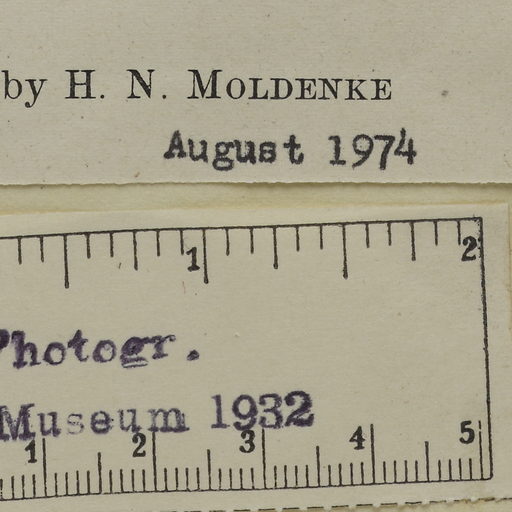 by H. N. MOLDENKE
August 1974
1 2
Photogr.
Museum 1932
1 2 3 4 5